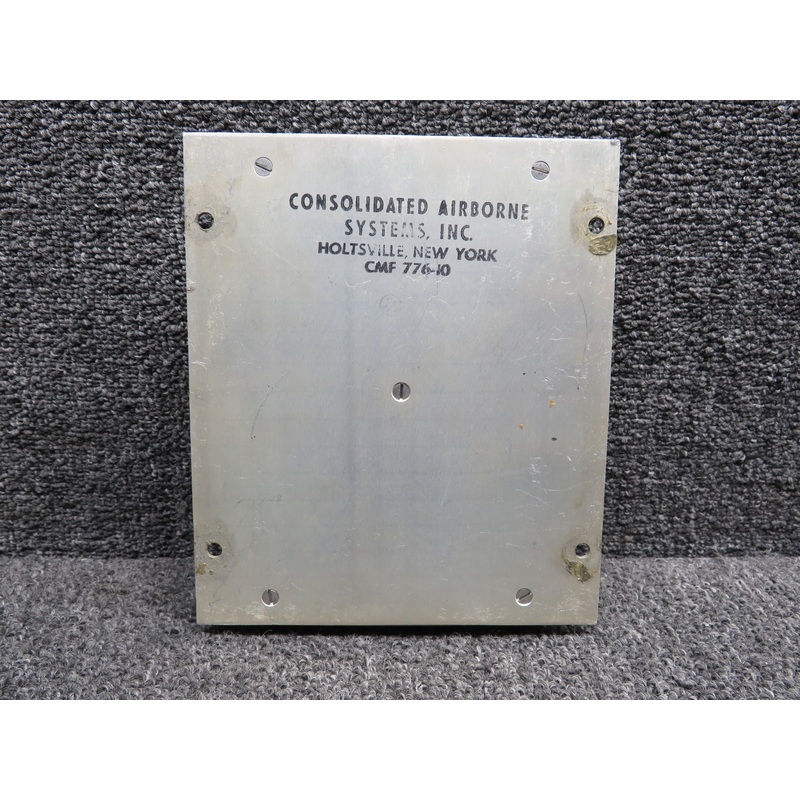 CONSOLIDATED AIRBORNE
SYSTEMS, INC.
HOLTSVILLE, NEW YORK
CMF 776-10